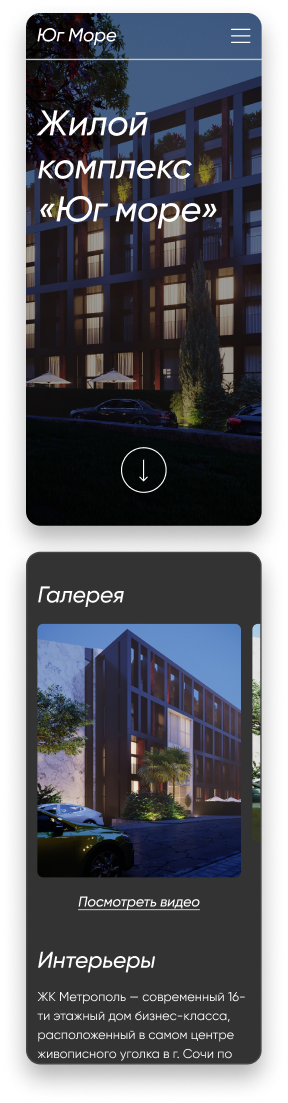 Юг Море
Жилой
комплекс
«Юг море»
Галерея
Посмотреть видео
Интерьеры
ЖК Метрополь — современный 16-
ти этажный дом бизнес-класса,
расположенный в самом центре
живописного уголка в г. Сочи по